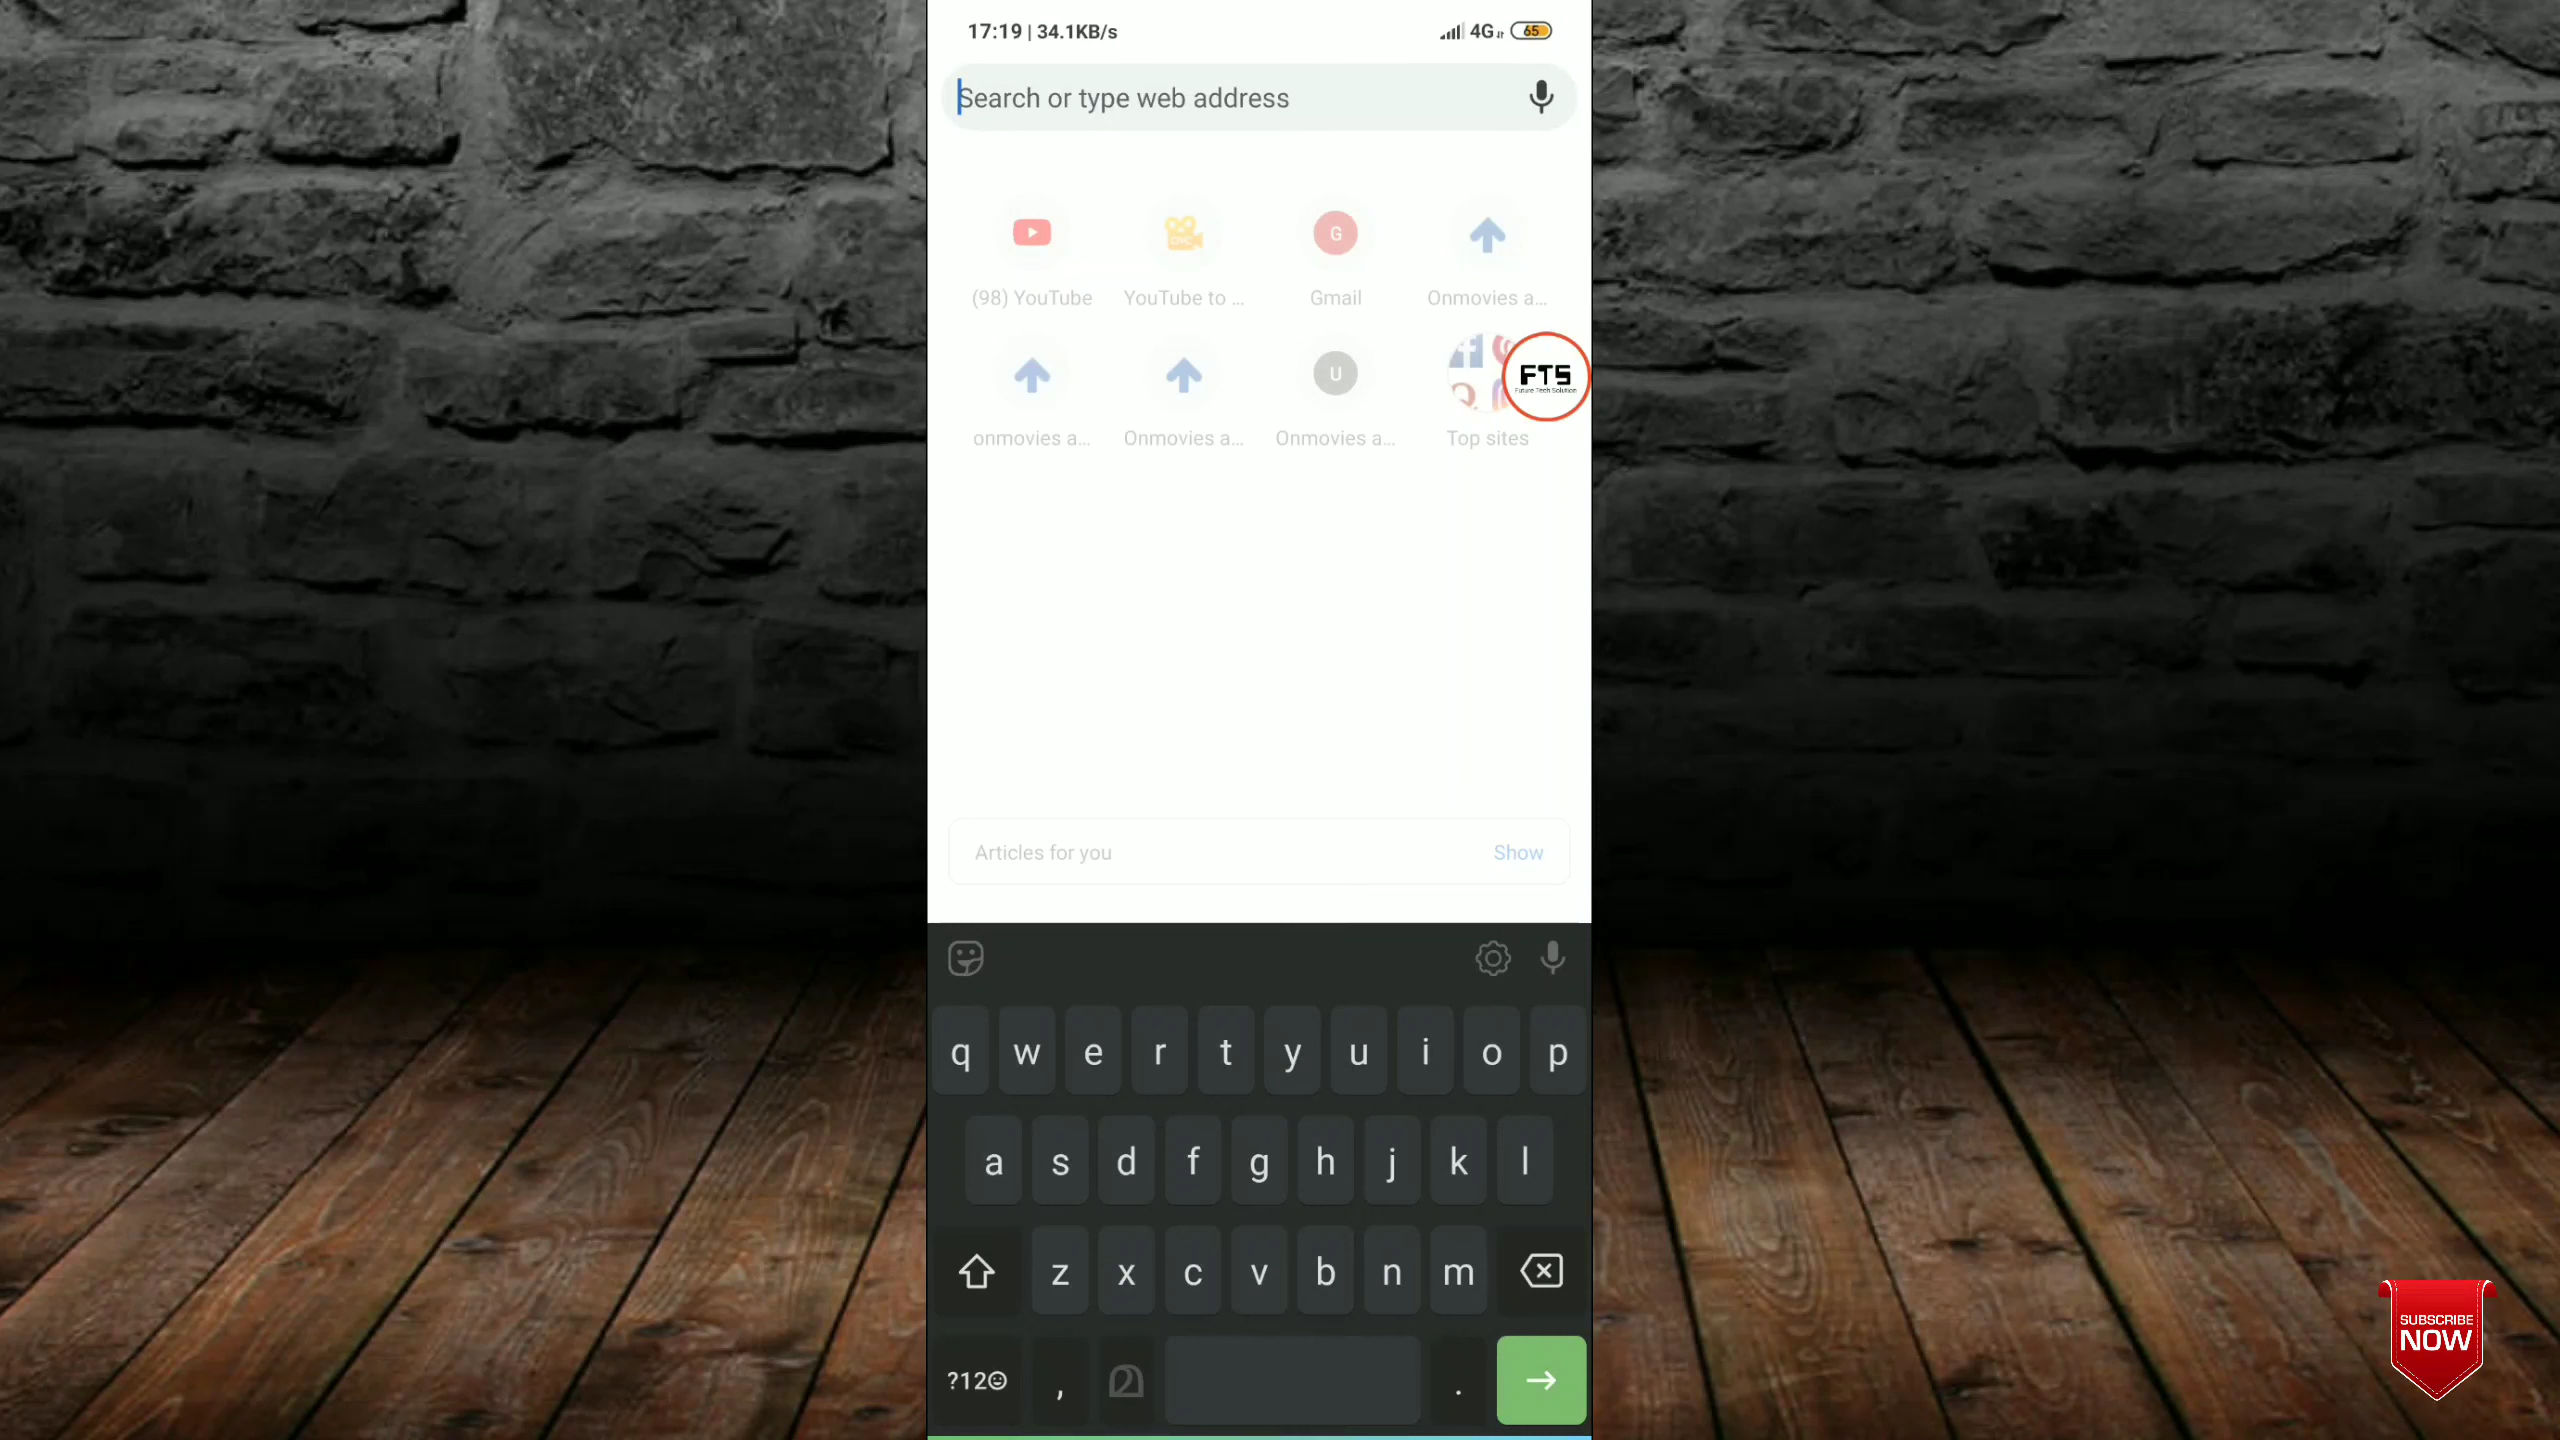 17:19 | 34.1KB/s 4G 65
Search or type web address
G
(98) YouTube YouTube to ... Gmail Onmovies a...
U
FTS
Future Tech Solution
onmovies a... Onmovies a... Onmovies a... Top sites
Articles for you Show
q w e r t y u i o p
a s d f g h j k l
z x c v b n m
?12 , മ .
SUBSCRIBE
NOW